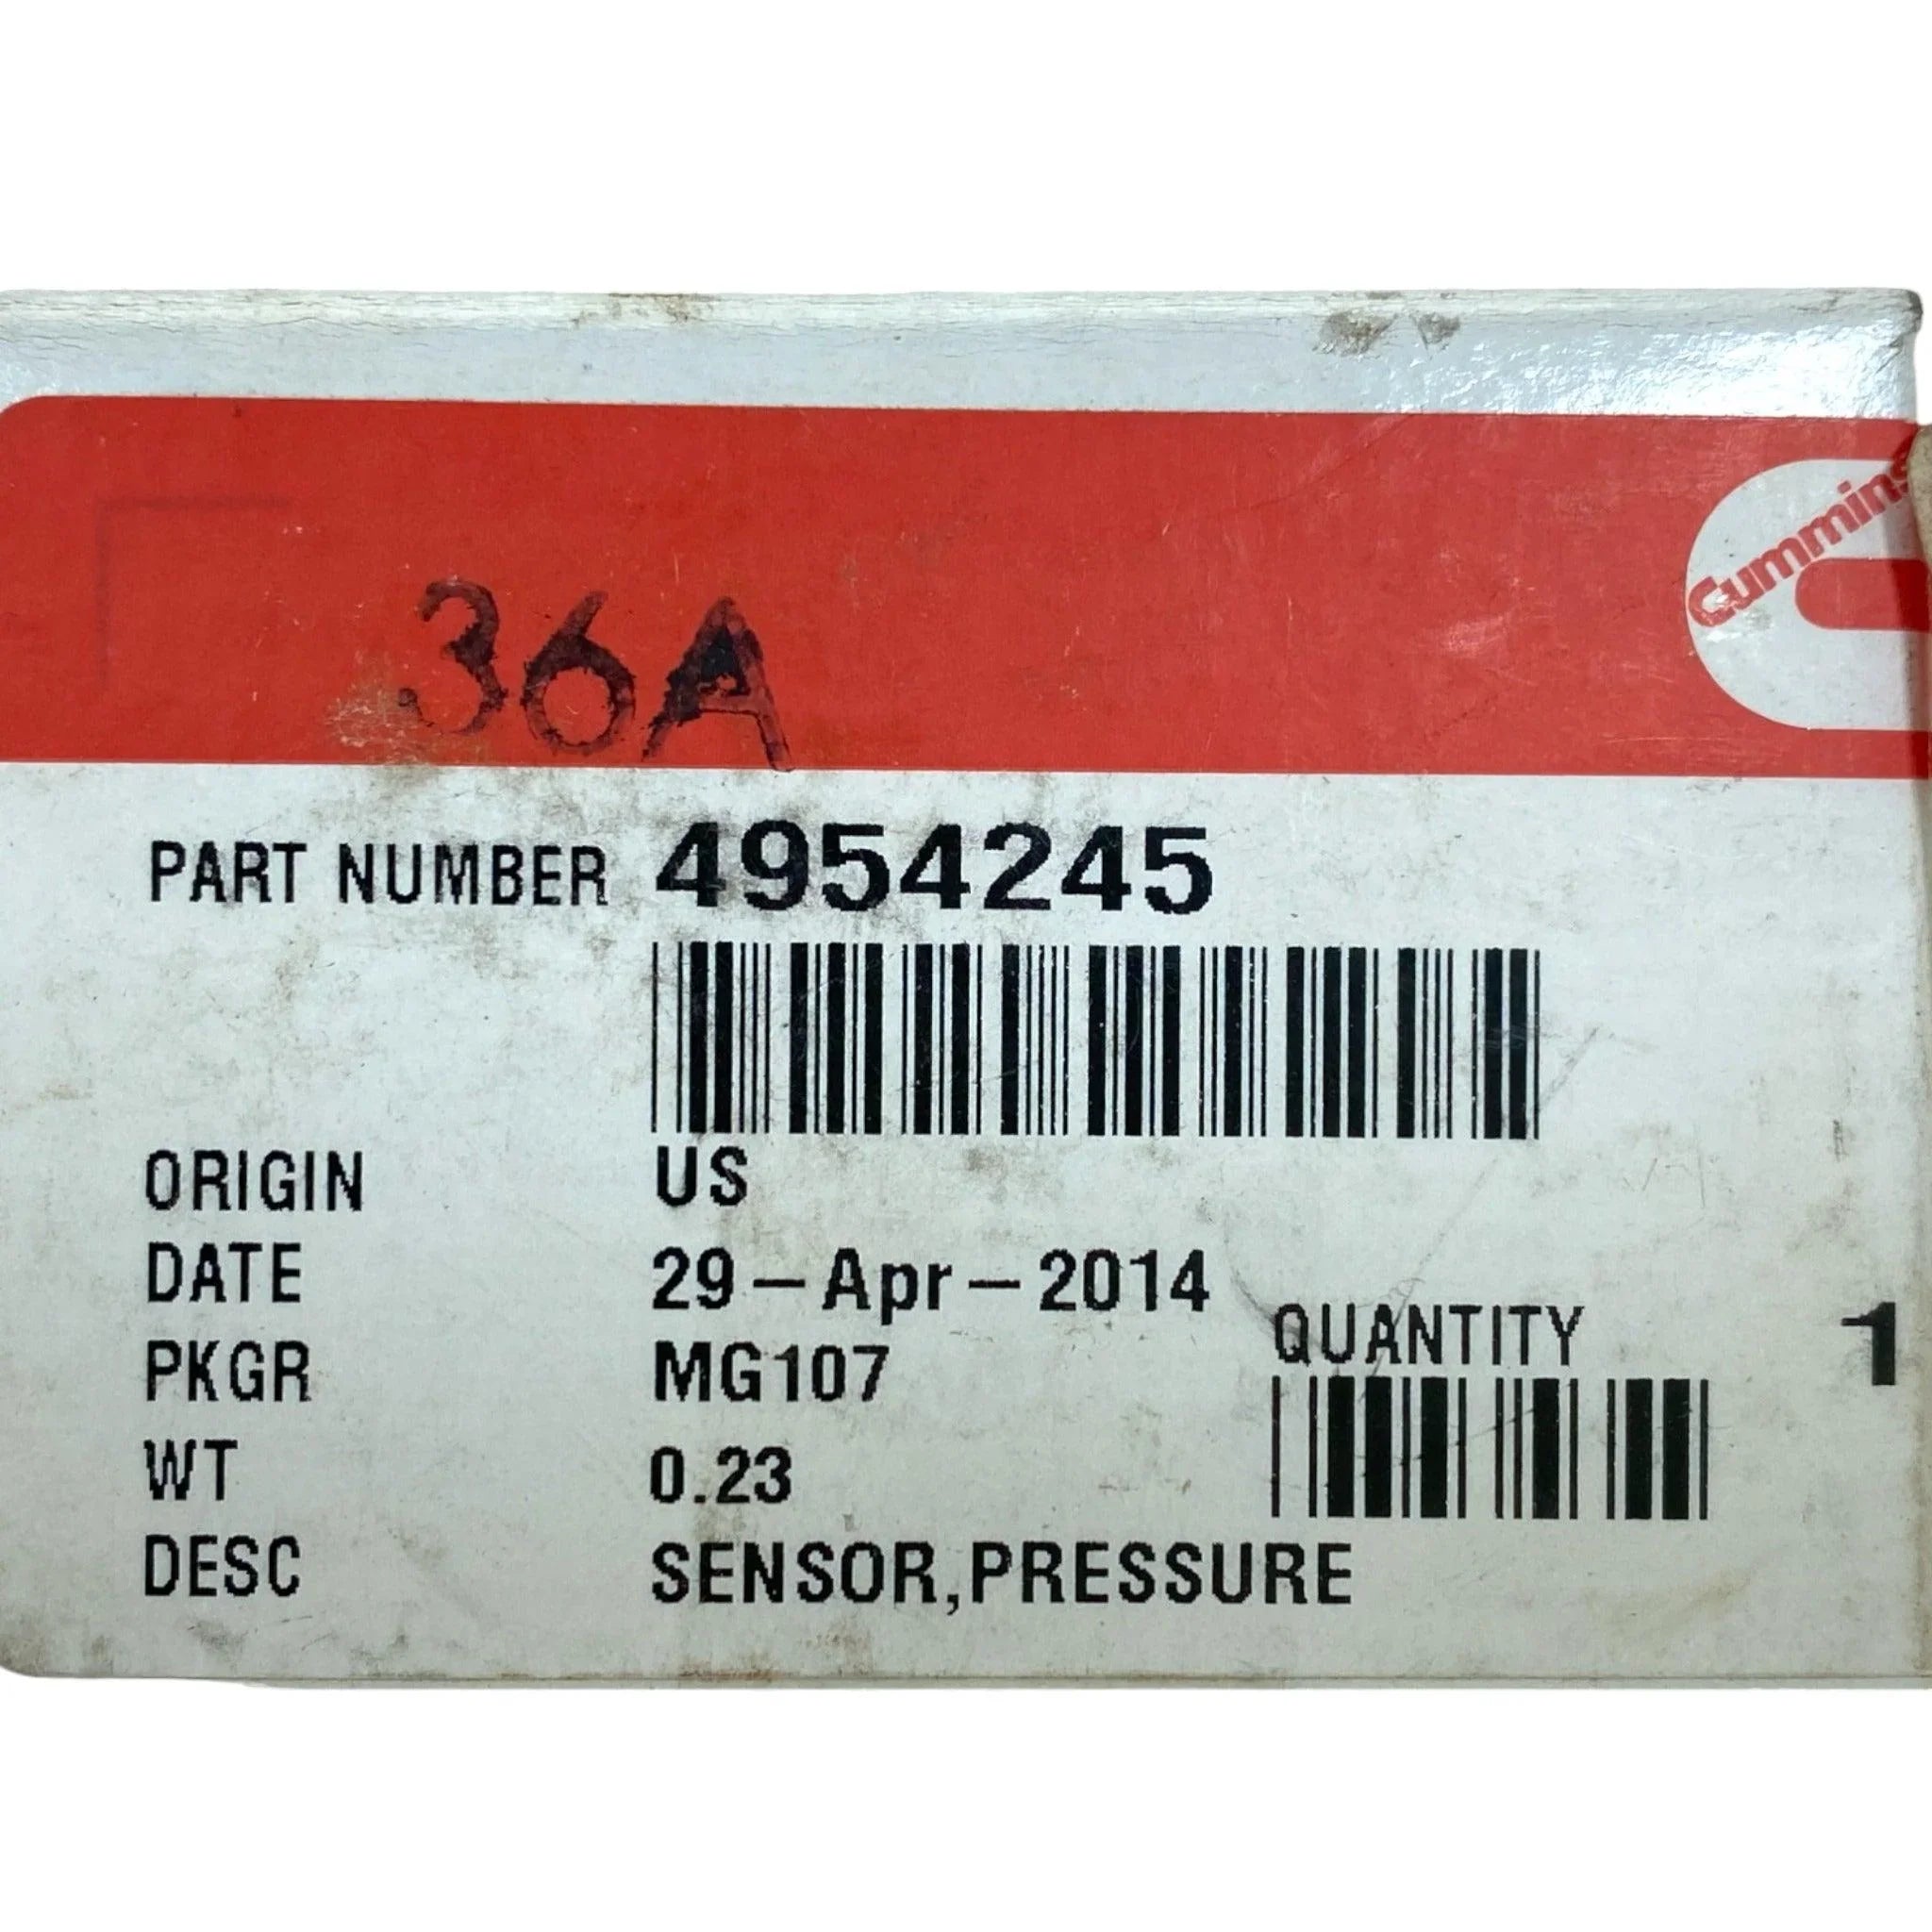 Cummins
36A
PART NUMBER 4954245
ORIGIN US
DATE 29-Apr-2014
QUANTITY 1
PKGR MG107
WT 0.23
DESC SENSOR,PRESSURE